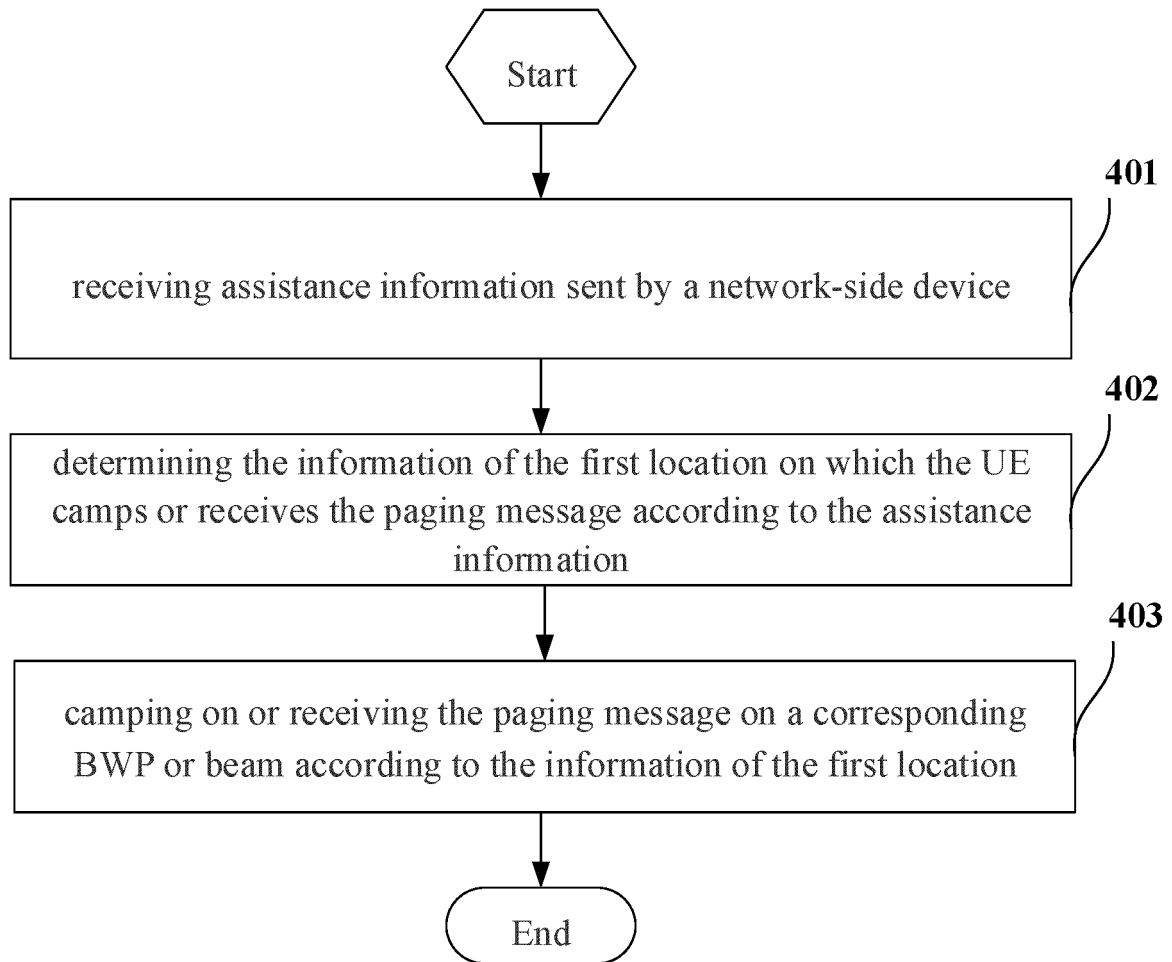 Start
401
receiving assistance information sent by a network-side device
402
determining the information of the first location on which the UE
camps or receives the paging message according to the assistance
information
403
camping on or receiving the paging message on a corresponding
BWP or beam according to the information of the first location
End